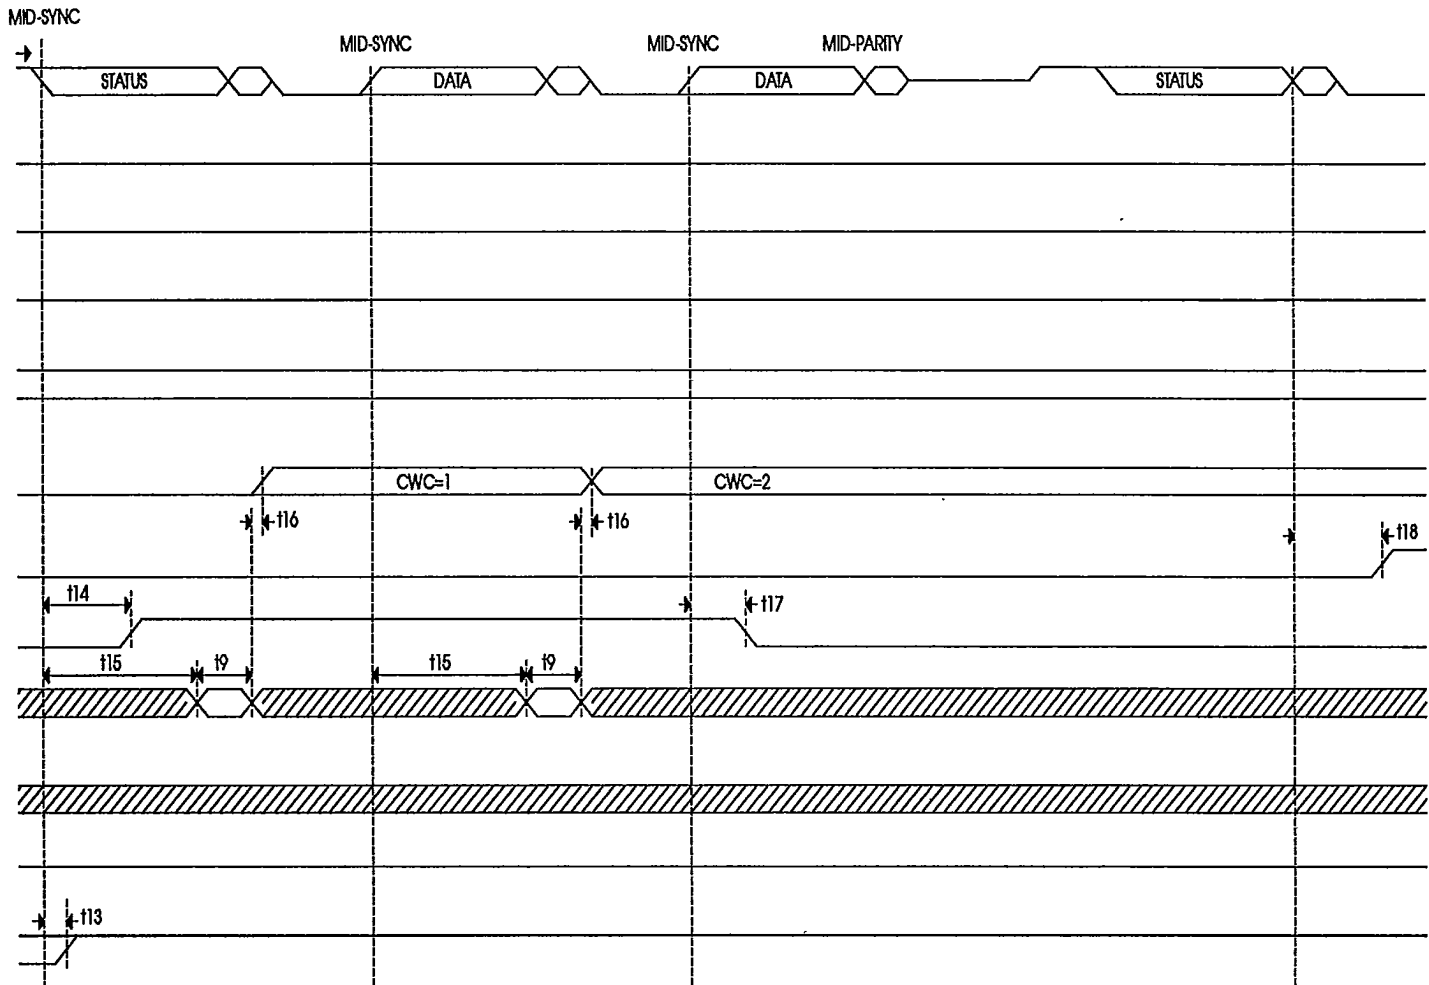 MID-SYNC
MID-SYNC MID-SYNC MID-PARITY
STATUS DATA DATA STATUS
CWC=1 CWC=2
t16 t16 t18
t14 t17
t15 t9 t15 t9
t13